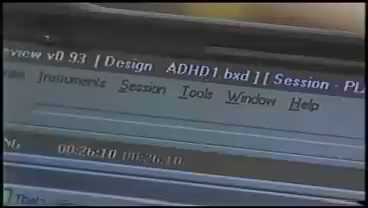 view v0.93 [ Design ADHD1.bxd ] [ Session - PL
Instruments Session Tools Window Help
00:26:10 00:26:10
Theta